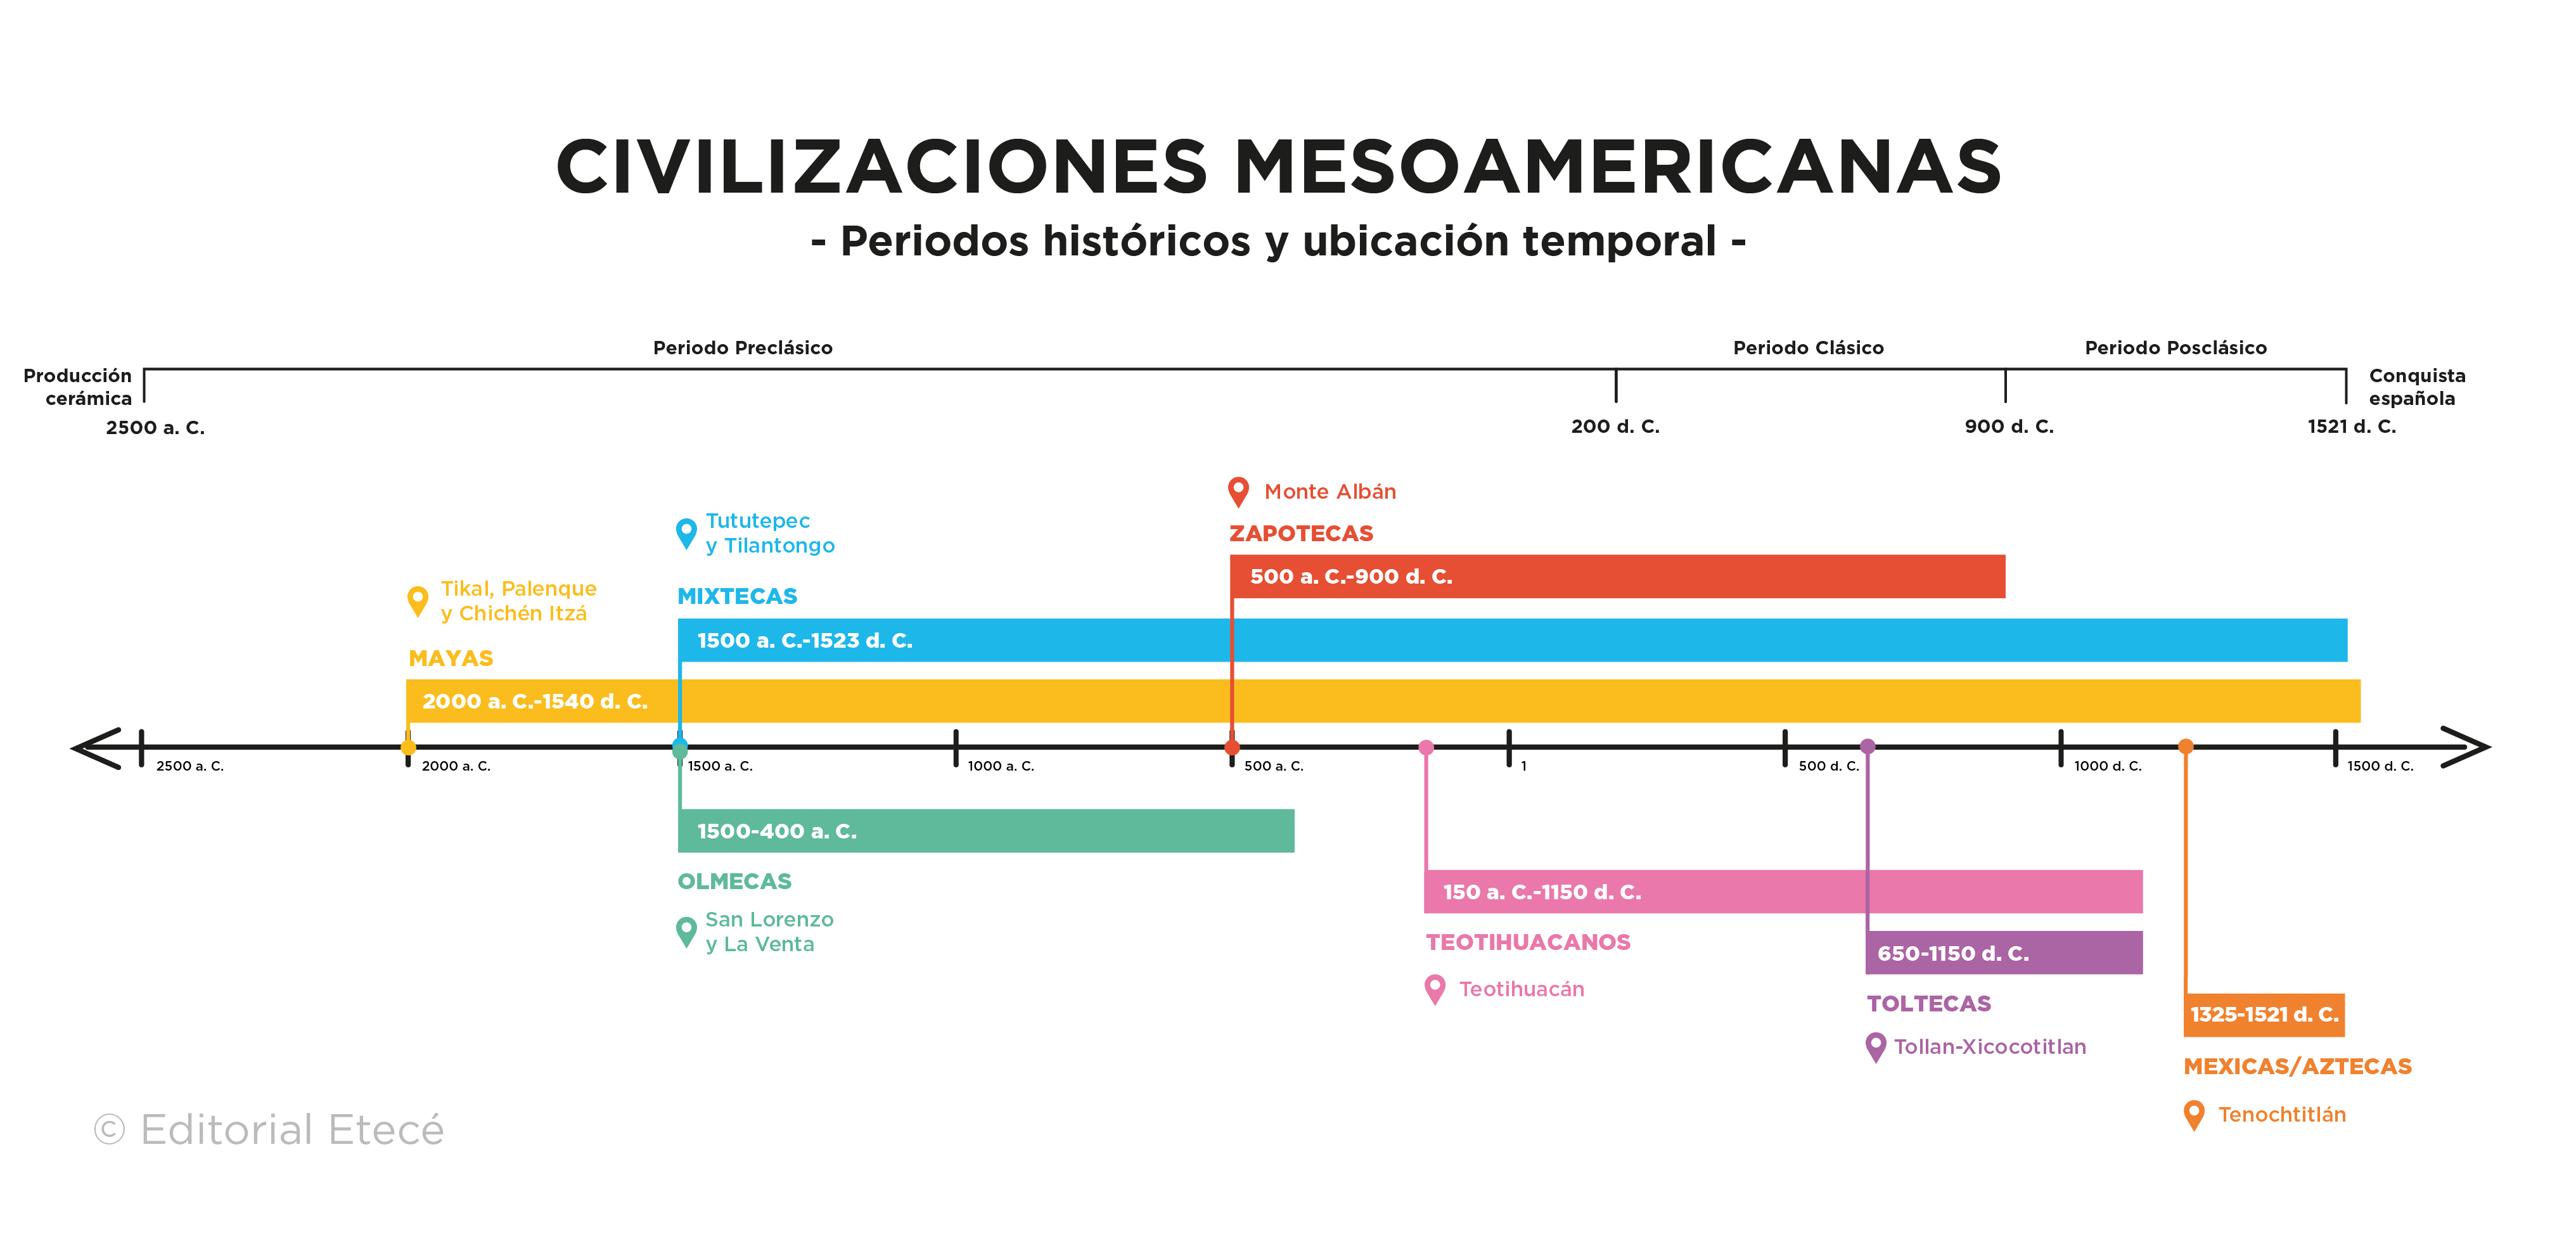 CIVILIZACIONES MESOAMERICANAS
- Periodos históricos y ubicación temporal -
Periodo Preclásico
Periodo Clásico
Periodo Posclásico
Producción
cerámica
Conquista
española
2500 a. C.
200 d. C.
900 d. C.
1521 d. C.
Monte Albán
ZAPOTECAS
500 a. C.-900 d. C.
Tututepec
y Tilantongo
MIXTECAS
1500 a. C.-1523 d. C.
Tikal, Palenque
y Chichén Itzá
MAYAS
2000 a. C.-1540 d. C.
2500 a. C.
2000 a. C.
1500 a. C.
1000 a. C.
500 a. C.
1
500 d. C.
1000 d. C.
1500 d. C.
1500-400 a. C.
OLMECAS
San Lorenzo
y La Venta
150 a. C.-1150 d. C.
TEOTIHUACANOS
Teotihuacán
650-1150 d. C.
TOLTECAS
Tollan-Xicocotitlan
1325-1521 d. C.
MEXICAS/AZTECAS
Tenochtitlán
© Editorial Etecé